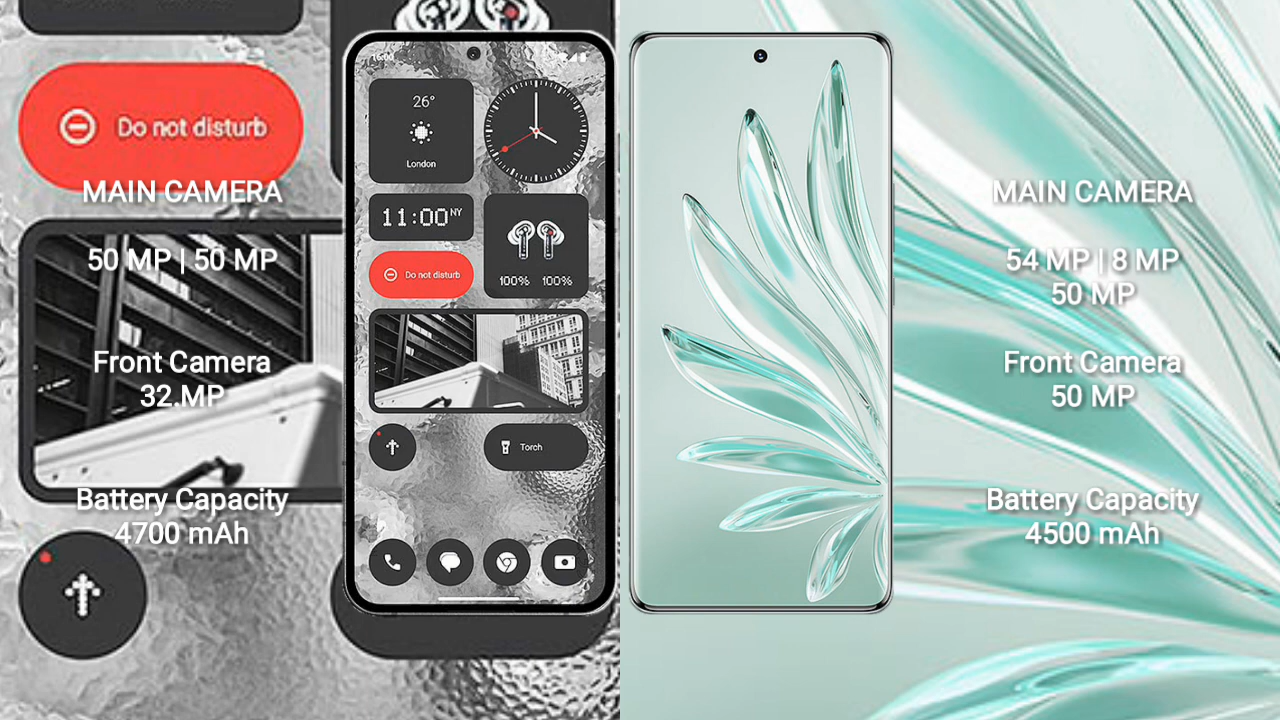 Do not disturb
MAIN CAMERA
50 MP | 50 MP
Front Camera
32.MP
Battery Capacity
4700 mAh
16:00
26°
London
11:00 NY
100% 100%
Do not disturb
Torch
MAIN CAMERA
54 MP | 8 MP
50 MP
Front Camera
50 MP
Battery Capacity
4500 mAh